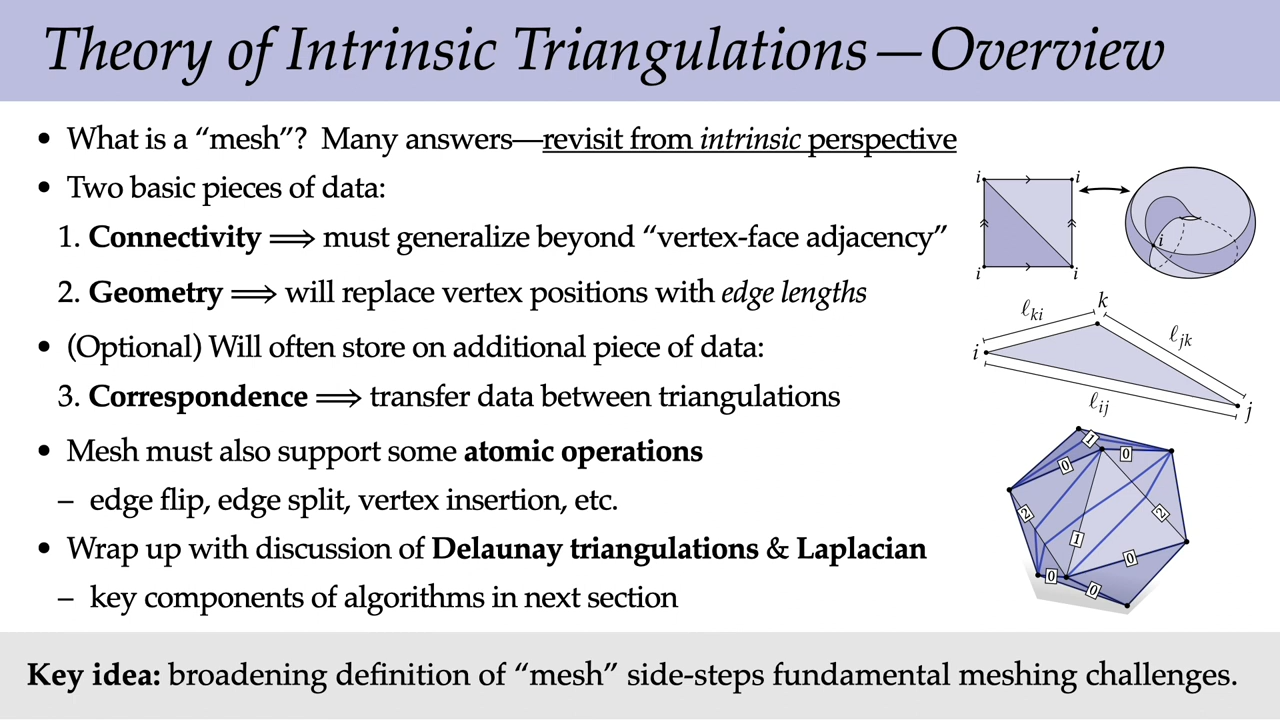 Theory of Intrinsic Triangulations—Overview
• What is a “mesh”? Many answers—revisit from intrinsic perspective
• Two basic pieces of data:
1. Connectivity ⟹ must generalize beyond “vertex-face adjacency”
2. Geometry ⟹ will replace vertex positions with edge lengths
• (Optional) Will often store on additional piece of data:
3. Correspondence ⟹ transfer data between triangulations
• Mesh must also support some atomic operations
– edge flip, edge split, vertex insertion, etc.
• Wrap up with discussion of Delaunay triangulations & Laplacian
– key components of algorithms in next section
i i
i i
i
k
ℓki
ℓjk
i
j
ℓij
1
0
0
2
2
1
0
0
0
Key idea: broadening definition of “mesh” side-steps fundamental meshing challenges.